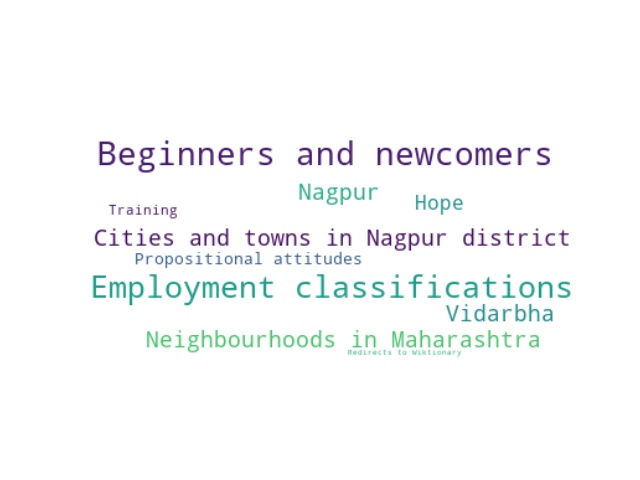 Beginners and newcomers
Nagpur
Hope
Training
Cities and towns in Nagpur district
Propositional attitudes
Employment classifications
Vidarbha
Neighbourhoods in Maharashtra
Redirects to Wiktionary